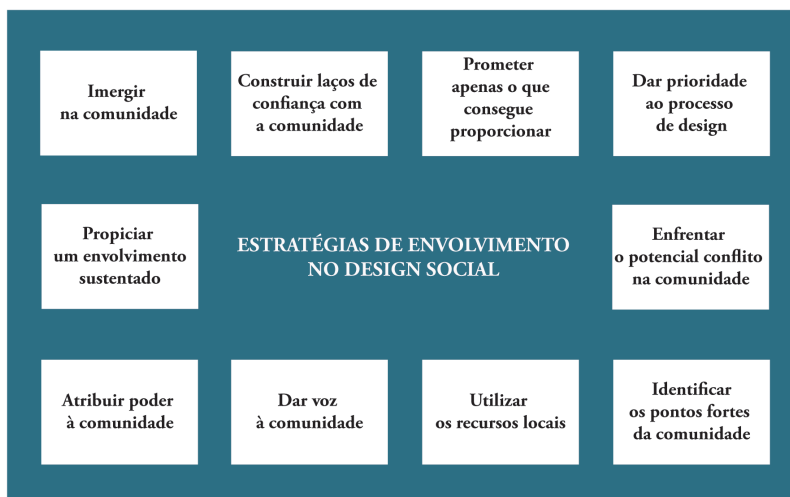 Imergir
na comunidade
Construir laços de
confiança com
a comunidade
Prometer
apenas o que
consegue
proporcionar
Dar prioridade
ao processo
de design
Propiciar
um envolvimento
sustentado
ESTRATÉGIAS DE ENVOLVIMENTO
NO DESIGN SOCIAL
Enfrentar
o potencial conflito
na comunidade
Atribuir poder
à comunidade
Dar voz
à comunidade
Utilizar
os recursos locais
Identificar
os pontos fortes
da comunidade